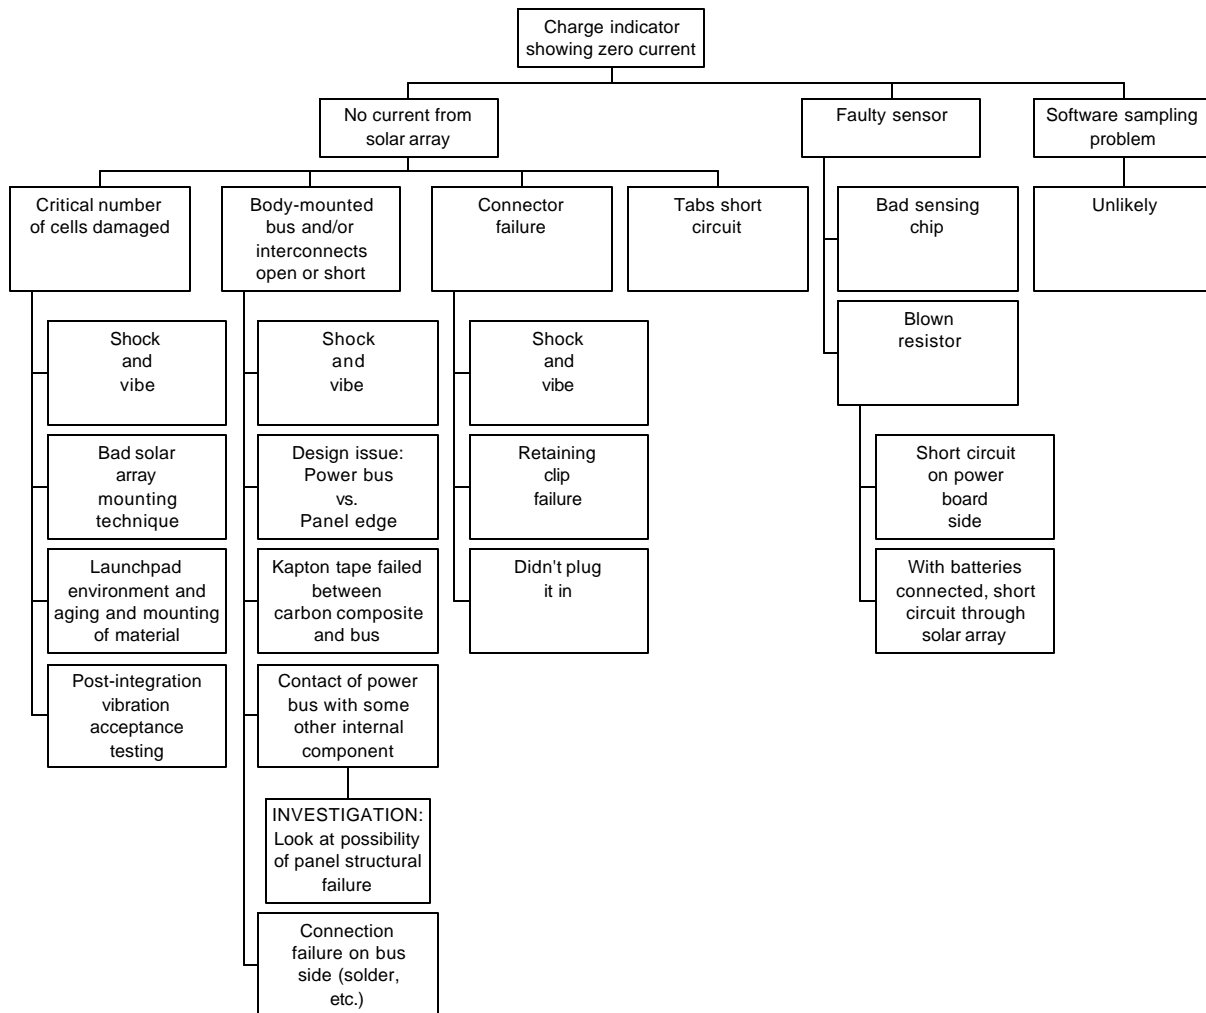 Charge indicator
showing zero current
No current from
solar array
Faulty sensor
Software sampling
problem
Critical number
of cells damaged
Body-mounted
bus and/or
interconnects
open or short
Connector
failure
Tabs short
circuit
Bad sensing
chip
Unlikely
Shock
and
vibe
Bad solar
array
mounting
technique
Launchpad
environment and
aging and mounting
of material
Post-integration
vibration
acceptance
testing
Shock
and
vibe
Design issue:
Power bus
vs.
Panel edge
Kapton tape failed
between
carbon composite
and bus
Contact of power
bus with some
other internal
component
INVESTIGATION:
Look at possibility
of panel structural
failure
Connection
failure on bus
side (solder,
etc.)
Shock
and
vibe
Retaining
clip
failure
Didn't plug
it in
Blown
resistor
Short circuit
on power
board
side
With batteries
connected, short
circuit through
solar array